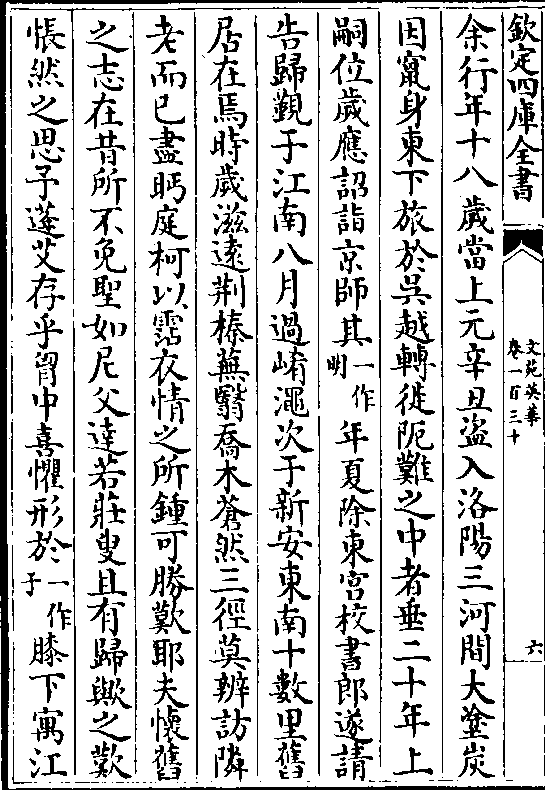 欽定四庫全書
文苑英華
卷一百三十
六
余行年十八歲當上元辛丑盜入洛陽三河間大塗炭
因竄身東下旅於吳越轉徙阨難之中者垂二十年上
嗣位歲應詔詣京師其一作明年夏除東宮校書郎遂請
告歸覲于江南八月過崤澠次于新安東南十數里舊
居在焉時歲滋遠荆榛蕪翳喬木蒼然三徑莫辨訪隣
老而已盡眄庭柯以霑衣情之所鍾可勝歎耶夫懷舊
之志在昔所不免聖如尼父達若莊叟且有歸歟之歎
悵然之思予蓬艾存乎胷中喜懼形於一作于膝下寓江